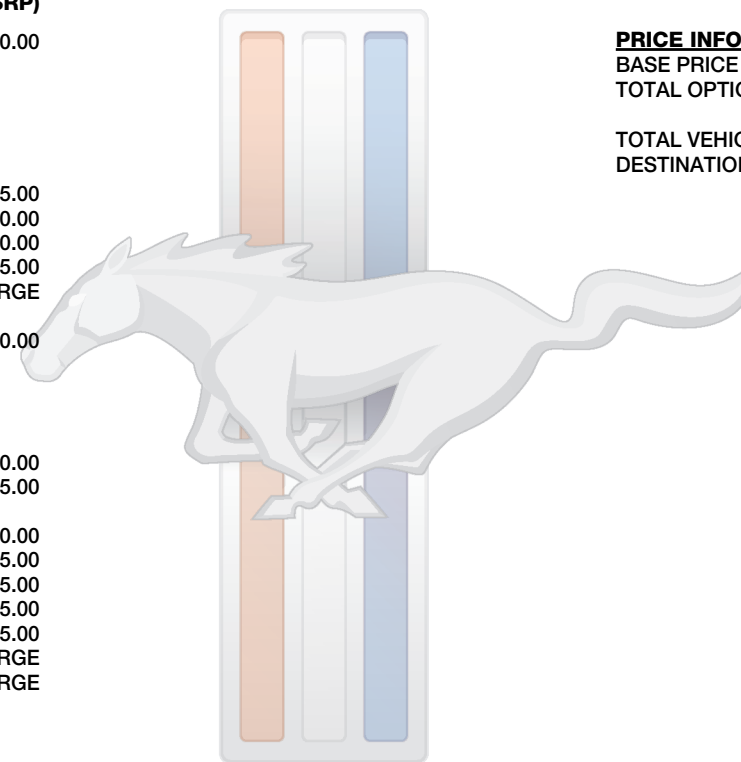 SRP)
0.00
5.00
0.00
0.00
5.00
RGE
0.00
0.00
5.00
0.00
5.00
5.00
5.00
5.00
RGE
RGE
PRICE INFO
BASE PRICE
TOTAL OPTIO
TOTAL VEHIC
DESTINATION